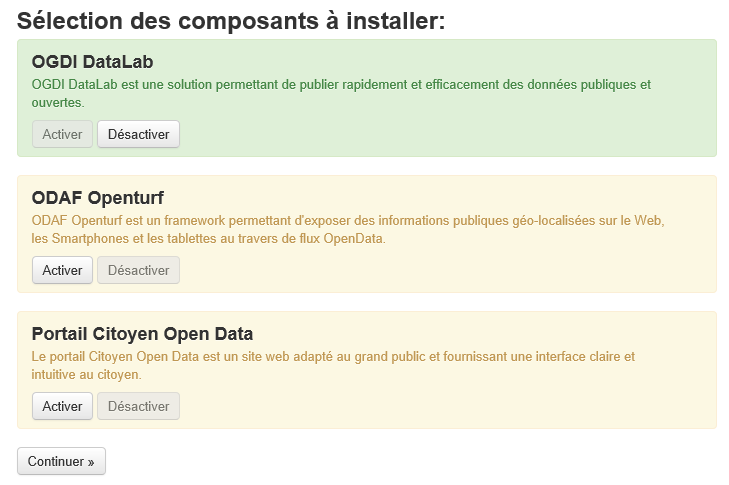 Sélection des composants à installer:
OGDI DataLab
OGDI DataLab est une solution permettant de publier rapidement et efficacement des données publiques et
ouvertes.
Activer Désactiver
ODAF Openturf
ODAF Openturf est un framework permettant d'exposer des informations publiques géo-localisées sur le Web,
les Smartphones et les tablettes au travers de flux OpenData.
Activer Désactiver
Portail Citoyen Open Data
Le portail Citoyen Open Data est un site web adapté au grand public et fournissant une interface claire et
intuitive au citoyen.
Activer Désactiver
Continuer »